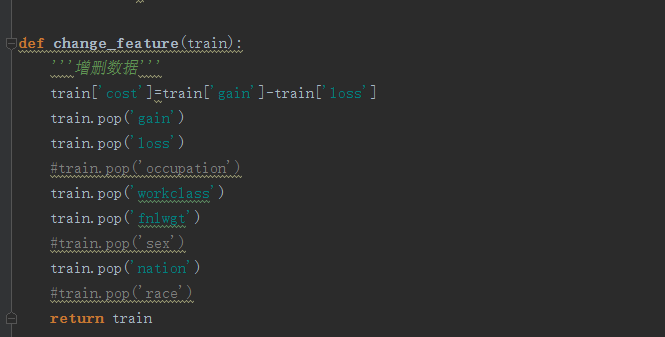 def change_feature(train):
    '''增删数据'''
    train['cost']=train['gain']-train['loss']
    train.pop('gain')
    train.pop('loss')
    #train.pop('occupation')
    train.pop('workclass')
    train.pop('fnlwgt')
    #train.pop('sex')
    train.pop('nation')
    #train.pop('race')
    return train